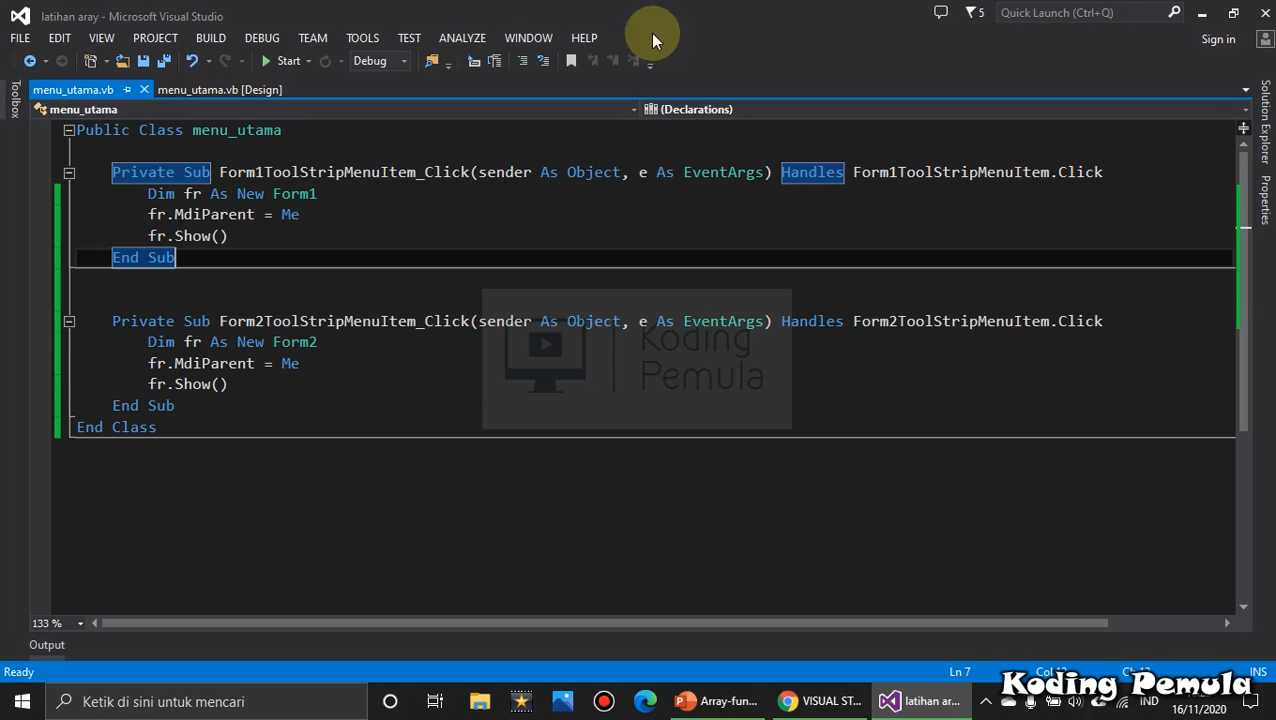 latihan aray - Microsoft Visual Studio
5
Quick Launch (Ctrl+Q)
FILE EDIT VIEW PROJECT BUILD DEBUG TEAM TOOLS TEST ANALYZE WINDOW HELP
Sign in
Start
Debug
Toolbox
menu_utama.vb
menu_utama.vb [Design]
menu_utama
(Declarations)
Solution Explorer
Properties
Public Class menu_utama
Private Sub Form1ToolStripMenuItem_Click(sender As Object, e As EventArgs) Handles Form1ToolStripMenuItem.Click
Dim fr As New Form1
fr.MdiParent = Me
fr.Show()
End Sub
Private Sub Form2ToolStripMenuItem_Click(sender As Object, e As EventArgs) Handles Form2ToolStripMenuItem.Click
Dim fr As New Form2
fr.MdiParent = Me
fr.Show()
End Sub
End Class
Koding
Pemula
133 %
Output
Ready
Ln 7
INS
Koding Pemula
Ketik di sini untuk mencari
Array-fun...
VISUAL ST...
latihan ar...
IND
16/11/2020